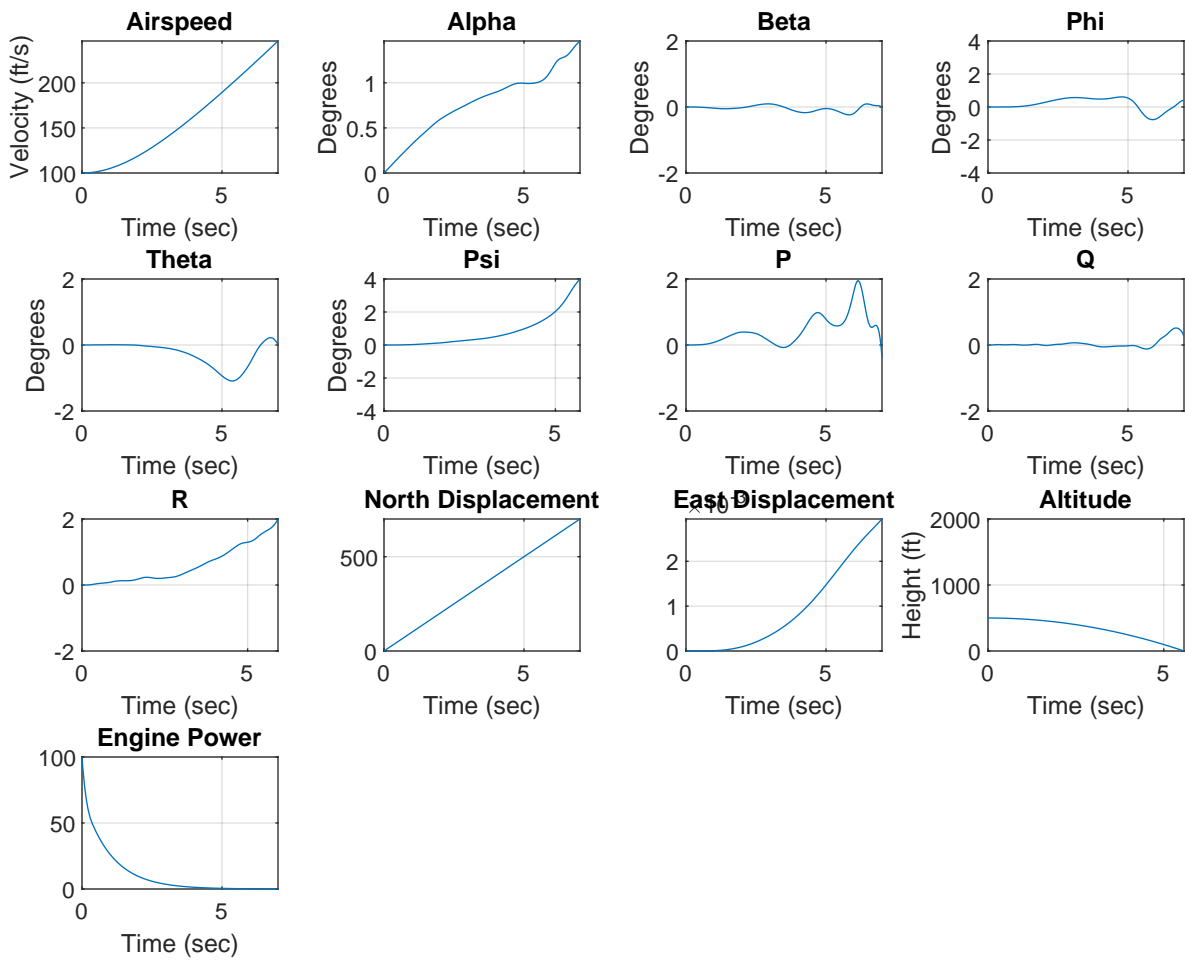 Airspeed
Velocity (ft/s)
200
150
100
0
5
Time (sec)
Alpha
Degrees
1
0.5
0
0
5
Time (sec)
Beta
Degrees
2
0
-2
0
5
Time (sec)
Phi
Degrees
4
2
0
-2
-4
0
5
Time (sec)
Theta
Degrees
2
0
-2
0
5
Time (sec)
Psi
Degrees
4
2
0
-2
-4
0
5
Time (sec)
P
2
0
-2
0
5
Time (sec)
Q
2
0
-2
0
5
Time (sec)
R
2
0
-2
0
5
Time (sec)
North Displacement
500
0
0
5
Time (sec)
East Displacement
×10-3
2
1
0
0
5
Time (sec)
Altitude
Height (ft)
2000
1000
0
0
5
Time (sec)
Engine Power
100
50
0
0
5
Time (sec)